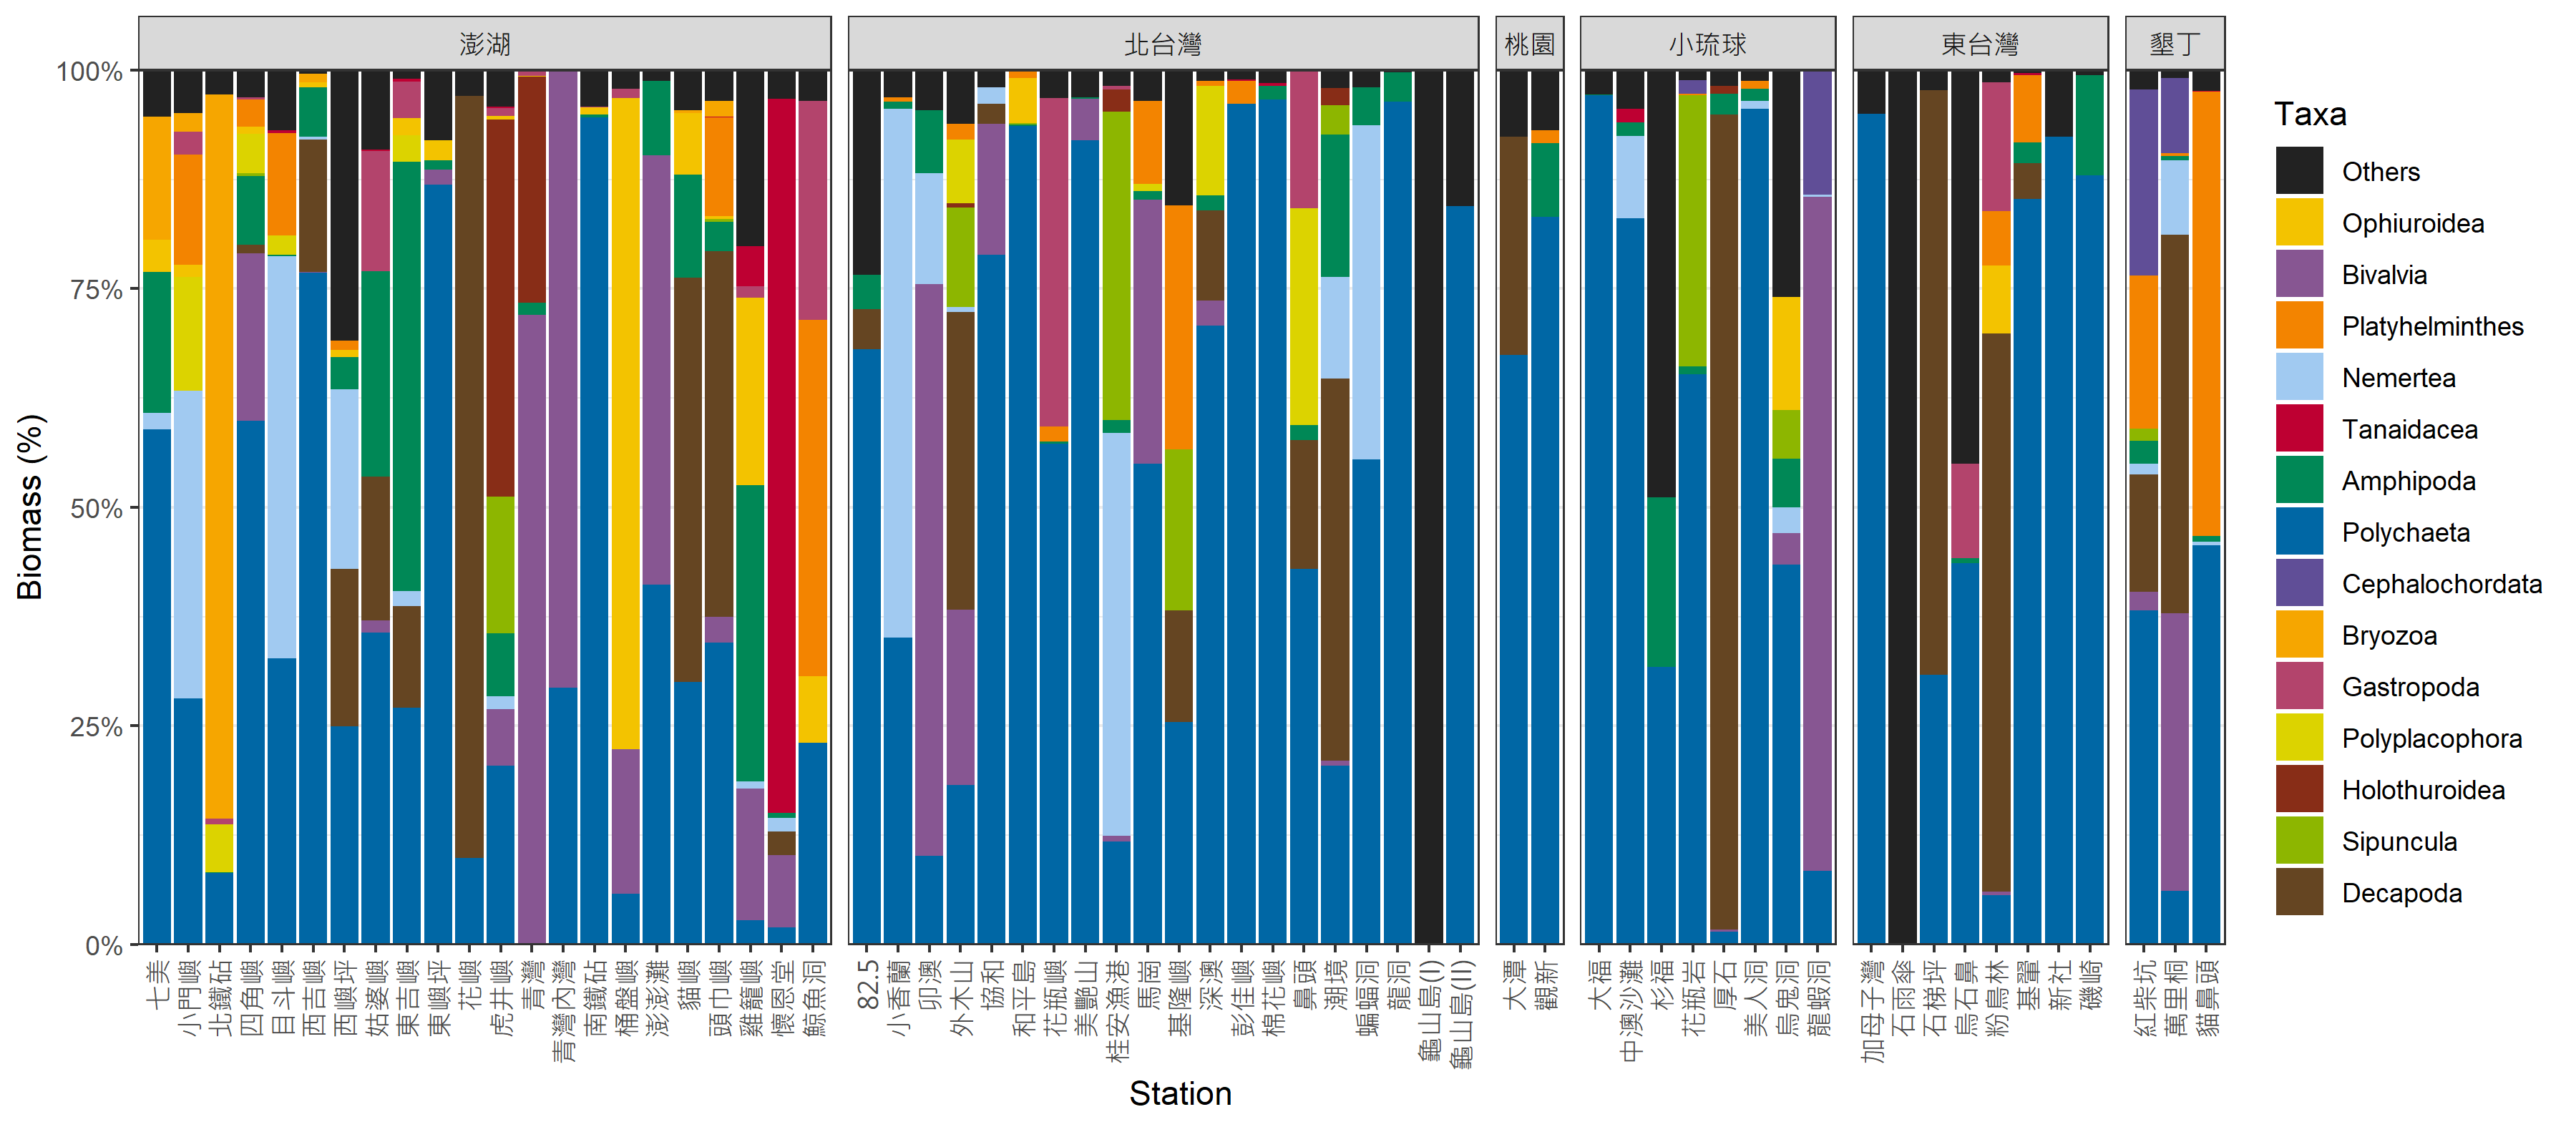 澎湖
北台灣
桃園
小琉球
東台灣
墾丁
Biomass (%)
100%
75%
50%
25%
0%
七美
小門嶼
北鐵砧
四角嶼
目斗嶼
西吉嶼
西嶼坪
姑婆嶼
東吉嶼
東嶼坪
花嶼
虎井嶼
青灣
青灣內灣
南鐵砧
桶盤嶼
澎澎灘
貓嶼
頭巾嶼
雞籠嶼
懷恩堂
鯨魚洞
82.5
小香蘭
卯澳
外木山
協和
和平島
花瓶嶼
美艷山
桂安漁港
馬崗
基隆嶼
深澳
彭佳嶼
棉花嶼
鼻頭
潮境
蝙蝠洞
龍洞
龜山島(I)
龜山島(II)
大潭
觀新
大福
中澳沙灘
杉福
花瓶岩
厚石
美人洞
烏鬼洞
龍蝦洞
加母子灣
石雨傘
石梯坪
烏石鼻
粉鳥林
基翬
新社
磯崎
紅柴坑
萬里桐
貓鼻頭
Station
Taxa
Others
Ophiuroidea
Bivalvia
Platyhelminthes
Nemertea
Tanaidacea
Amphipoda
Polychaeta
Cephalochordata
Bryozoa
Gastropoda
Polyplacophora
Holothuroidea
Sipuncula
Decapoda